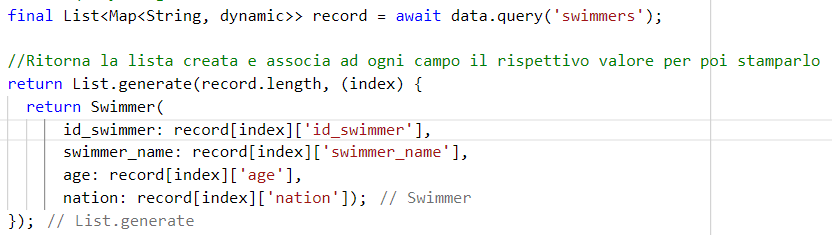 final List<Map<String, dynamic>> record = await data.query('swimmers');
//Ritorna la lista creata e associa ad ogni campo il rispettivo valore per poi stamparlo
return List.generate(record.length, (index) {
return Swimmer(
id_swimmer: record[index]['id_swimmer'],
swimmer_name: record[index]['swimmer_name'],
age: record[index]['age'],
nation: record[index]['nation']); // Swimmer
}); // List.generate